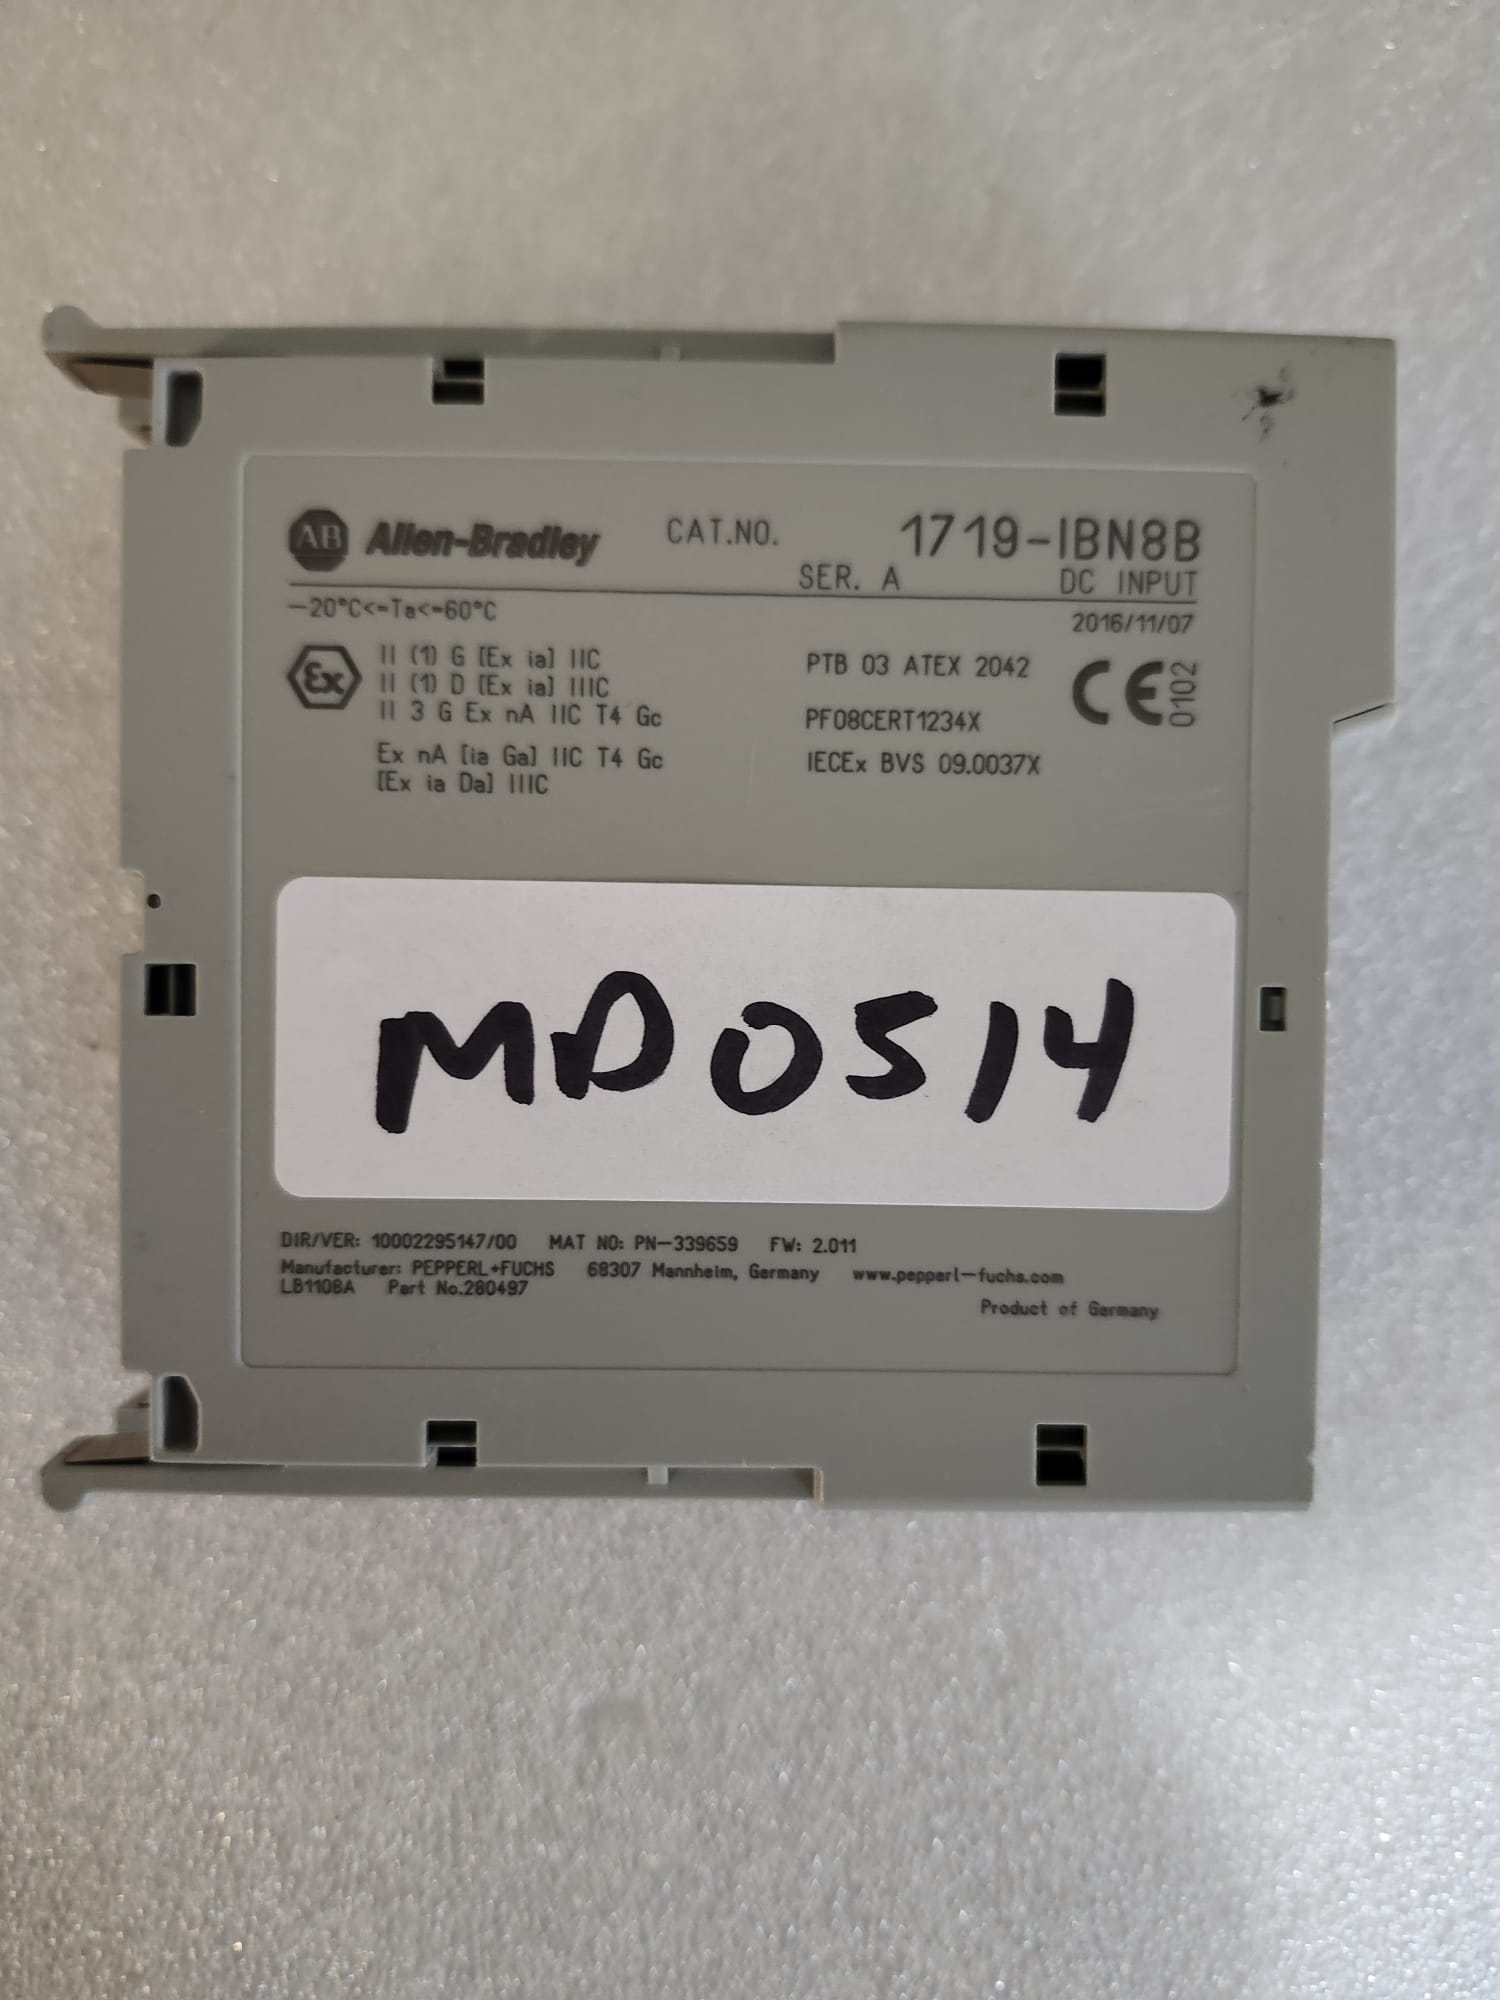 AB Allen-Bradley CAT.NO. 1719-IBN8B
SER. A DC INPUT
-20°C<=Ta<=60°C 2016/11/07
Ex II (1) G [Ex ia] IIC PTB 03 ATEX 2042 CE 0102
II (1) D [Ex ia] IIIC
II 3 G Ex nA IIC T4 Gc PF08CERT1234X
Ex nA [ia Ga] IIC T4 Gc IECEx BVS 09.0037X
[Ex ia Da] IIIC
MD0514
DIR/VER: 10002295147/00 MAT NO: PN-339659 FW: 2.011
Manufacturer: PEPPERL+FUCHS 68307 Mannheim, Germany www.pepperl-fuchs.com
LB1108A Part No.280497
Product of Germany